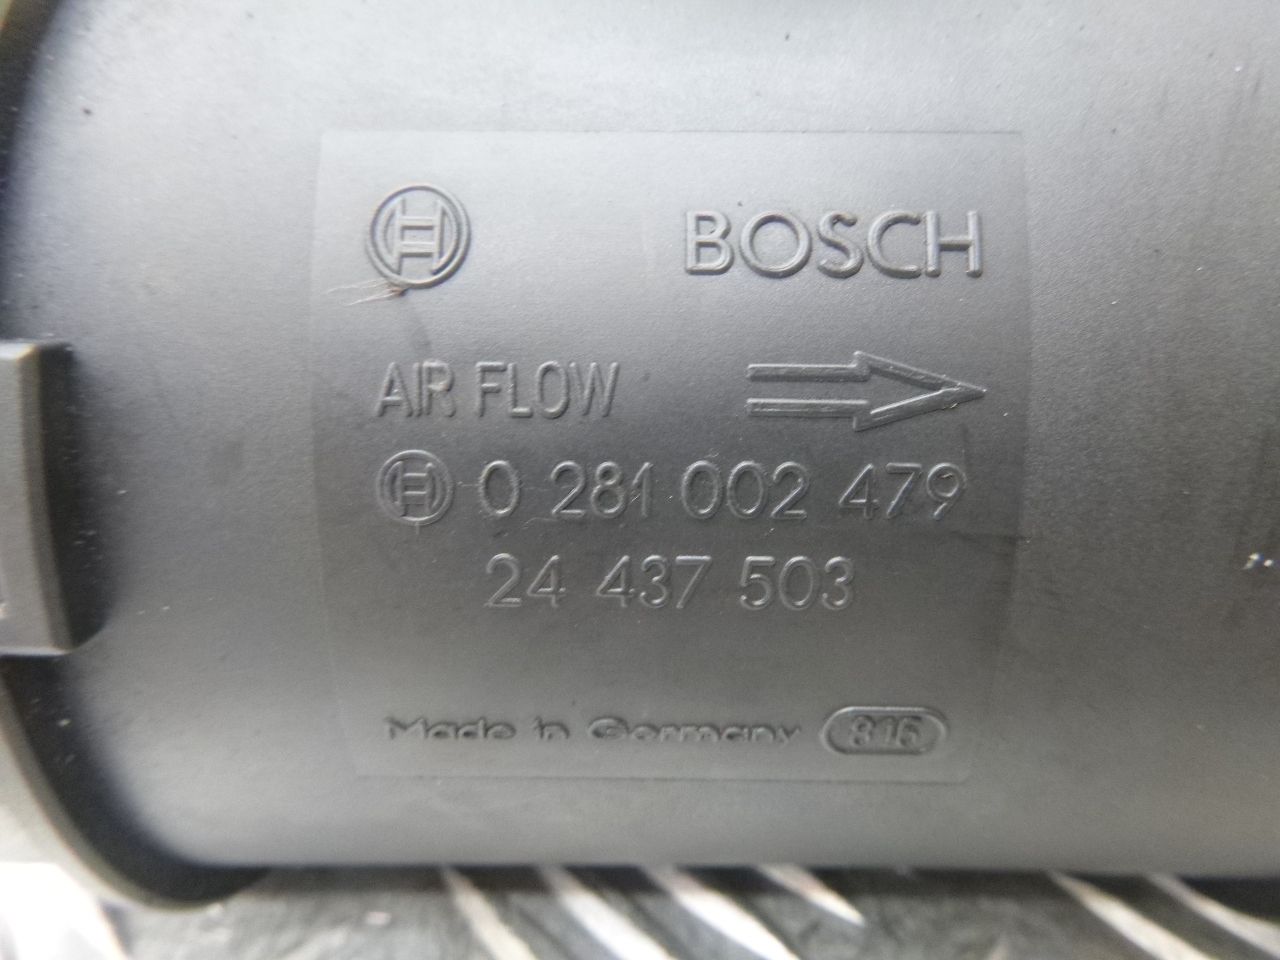 BOSCH
AIR FLOW
0 281 002 479
24 437 503
Made in Germany 816